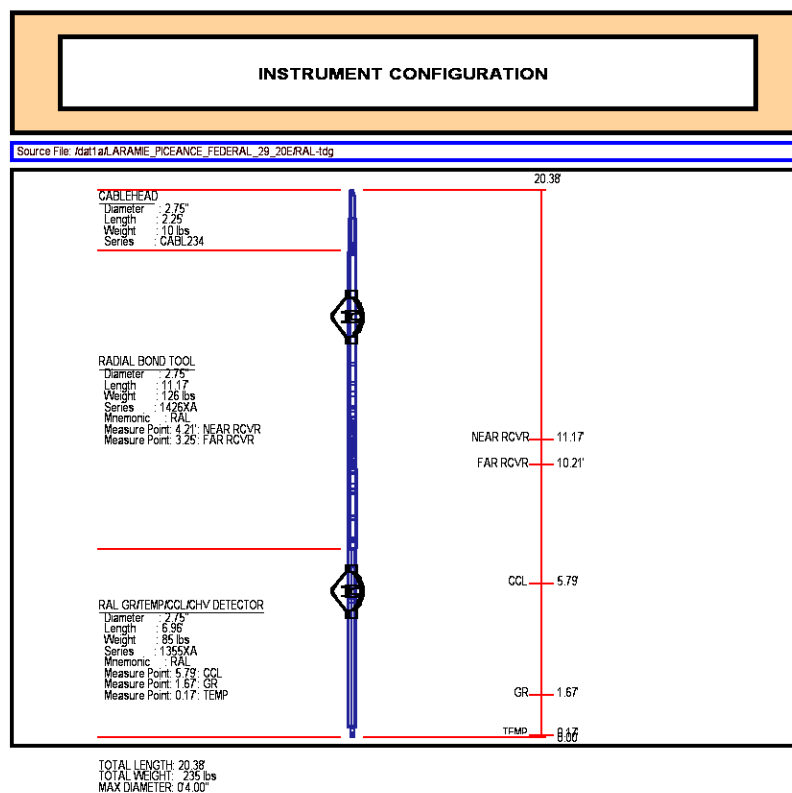 INSTRUMENT CONFIGURATION
Source File: /dat1a/LARAMIE_PICEANCE_FEDERAL_29_20E/RAL-tdg
20.38'
CABLEHEAD
Diameter : 2.75"
Length : 2.25'
Weight : 10 lbs
Series : CABL234
RADIAL BOND TOOL
Diameter : 2.75"
Length : 11.17'
Weight : 126 lbs
Series : 1426XA
Mnemonic : RAL
Measure Point: 4.21': NEAR RCVR
Measure Point: 3.25': FAR RCVR
NEAR RCVR 11.17'
FAR RCVR 10.21'
CCL 5.79'
RAL GR/TEMP/CCL/CHV DETECTOR
Diameter : 2.75"
Length : 6.96'
Weight : 85 lbs
Series : 1355XA
Mnemonic : RAL
Measure Point: 5.79': CCL
Measure Point: 1.67': GR
Measure Point: 0.17': TEMP
GR 1.67'
TEMP 0.17'
0.00'
TOTAL LENGTH: 20.38'
TOTAL WEIGHT: 235 lbs
MAX DIAMETER: 0'4.00"